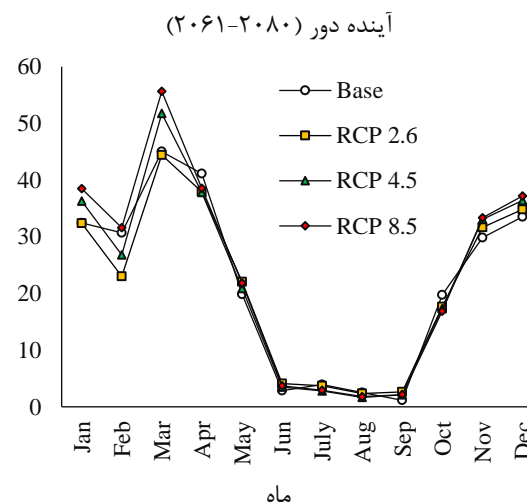 آینده دور (۲۰۶۱-۲۰۸۰)
60
50
40
30
20
10
0
Base
RCP 2.6
RCP 4.5
RCP 8.5
Jan
Feb
Mar
Apr
May
Jun
July
Aug
Sep
Oct
Nov
Dec
ماه